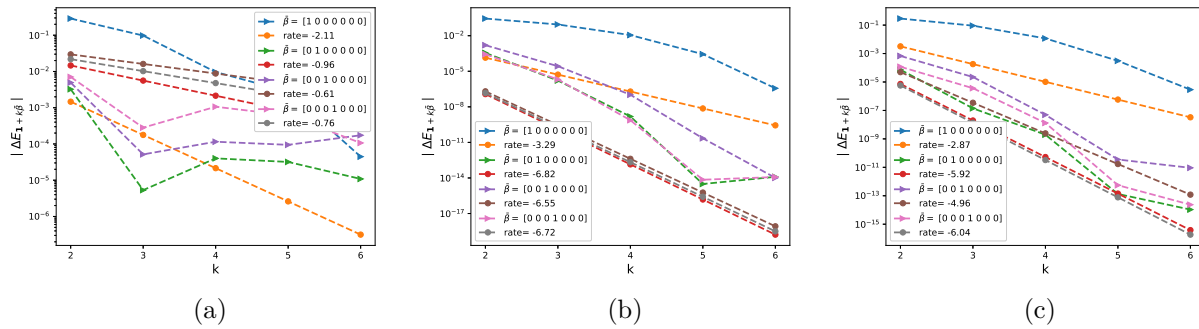 10⁻¹
10⁻²
10⁻³
10⁻⁴
10⁻⁵
10⁻⁶
| ΔE₁₊ₖβ̄ |
2 3 4 5 6
k
β̄ = [1 0 0 0 0 0 0]
rate= -2.11
β̄ = [0 1 0 0 0 0 0]
rate= -0.96
β̄ = [0 0 1 0 0 0 0]
rate= -0.61
β̄ = [0 0 0 1 0 0 0]
rate= -0.76
(a)
10⁻²
10⁻⁵
10⁻⁸
10⁻¹¹
10⁻¹⁴
10⁻¹⁷
| ΔE₁₊ₖβ̄ |
2 3 4 5 6
k
β̄ = [1 0 0 0 0 0 0]
rate= -3.29
β̄ = [0 1 0 0 0 0 0]
rate= -6.82
β̄ = [0 0 1 0 0 0 0]
rate= -6.55
β̄ = [0 0 0 1 0 0 0]
rate= -6.72
(b)
10⁻¹
10⁻³
10⁻⁵
10⁻⁷
10⁻⁹
10⁻¹¹
10⁻¹³
10⁻¹⁵
| ΔE₁₊ₖβ̄ |
2 3 4 5 6
k
β̄ = [1 0 0 0 0 0 0]
rate= -2.87
β̄ = [0 1 0 0 0 0 0]
rate= -5.92
β̄ = [0 0 1 0 0 0 0]
rate= -4.96
β̄ = [0 0 0 1 0 0 0]
rate= -6.04
(c)